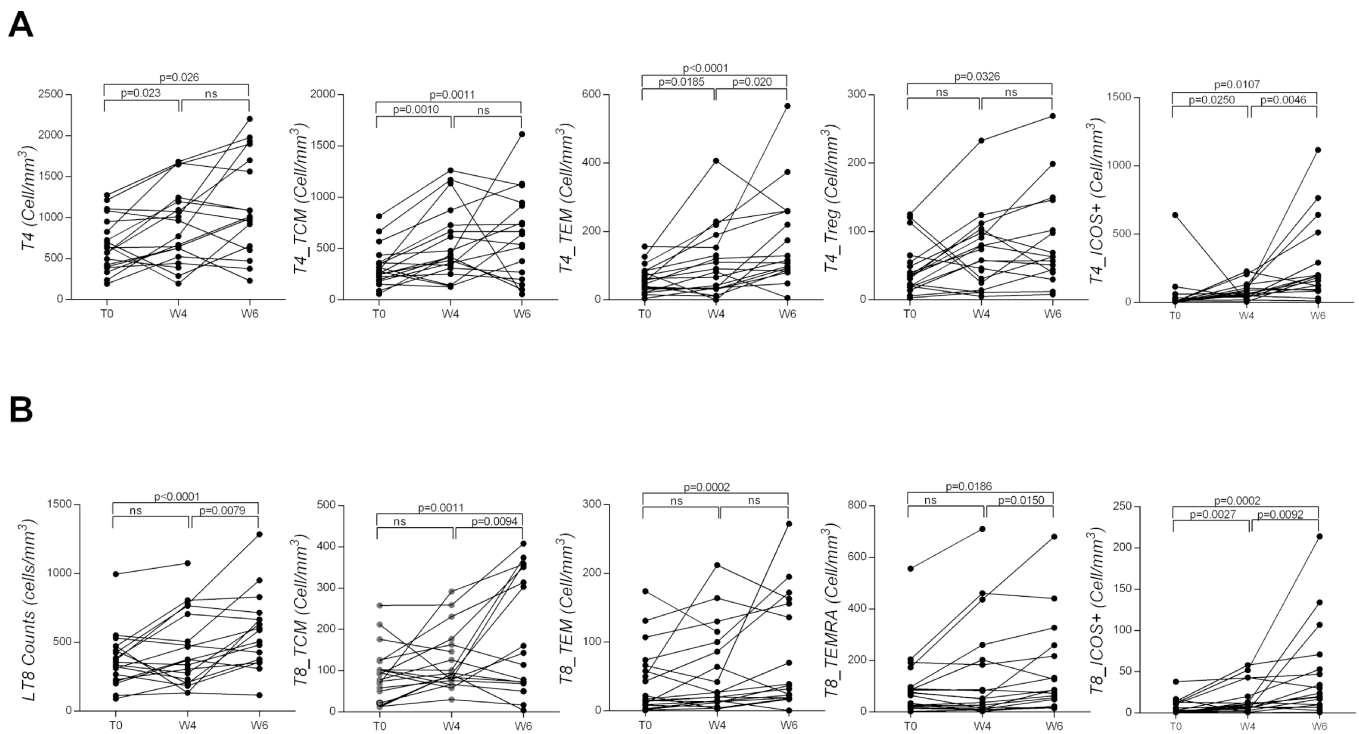 A
p=0.026
p=0.023
ns
2500
2000
1500
1000
500
0
T4 (Cell/mm³)
T0
W4
W6
p=0.0011
p=0.0010
ns
2000
1500
1000
500
0
T4_TCM (Cell/mm³)
T0
W4
W6
p<0.0001
p=0.0185
p=0.020
600
400
200
0
T4_TEM (Cell/mm³)
T0
W4
W6
p=0.0326
ns
ns
300
200
100
0
T4_Treg (Cell/mm³)
T0
W4
W6
p=0.0107
p=0.0250
p=0.0046
1500
1000
500
0
T4_ICOS+ (Cell/mm³)
T0
W4
W6
B
p<0.0001
ns
p=0.0079
1500
1000
500
0
LT8 Counts (cells/mm³)
T0
W4
W6
p=0.0011
ns
p=0.0094
500
400
300
200
100
0
T8_TCM (Cell/mm³)
T0
W4
W6
p=0.0002
ns
ns
300
200
100
0
T8_TEM (Cell/mm³)
T0
W4
W6
p=0.0186
ns
p=0.0150
800
600
400
200
0
T8_TEMRA (Cell/mm³)
T0
W4
W6
p=0.0002
p=0.0027
p=0.0092
250
200
150
100
50
0
T8_ICOS+ (Cell/mm³)
T0
W4
W6